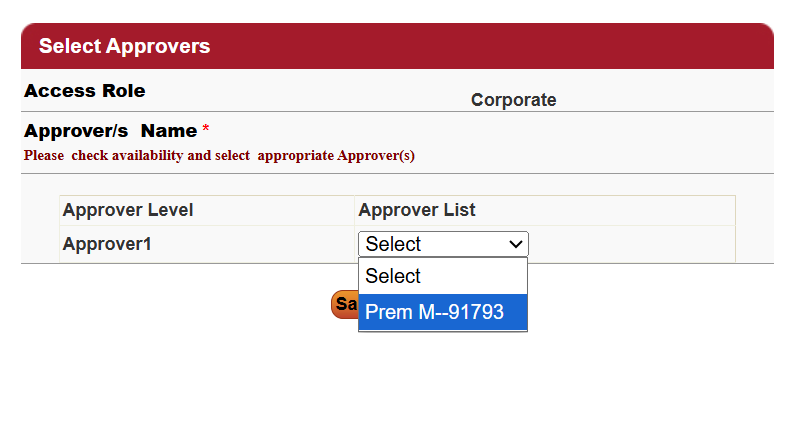 Select Approvers
Access Role
Corporate
Approver/s Name *
Please check availability and select appropriate Approver(s)
Approver Level Approver List
Approver1 Select
Select
Sa
Prem M--91793